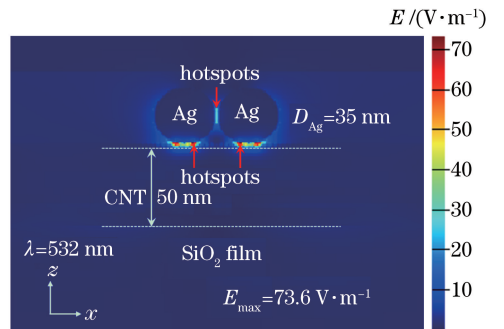 E /(V·m⁻¹)
70
60
50
40
30
20
10
hotspots
Ag
Ag
D_Ag=35 nm
hotspots
CNT
50 nm
λ=532 nm
SiO₂ film
z
x
E_max=73.6 V·m⁻¹